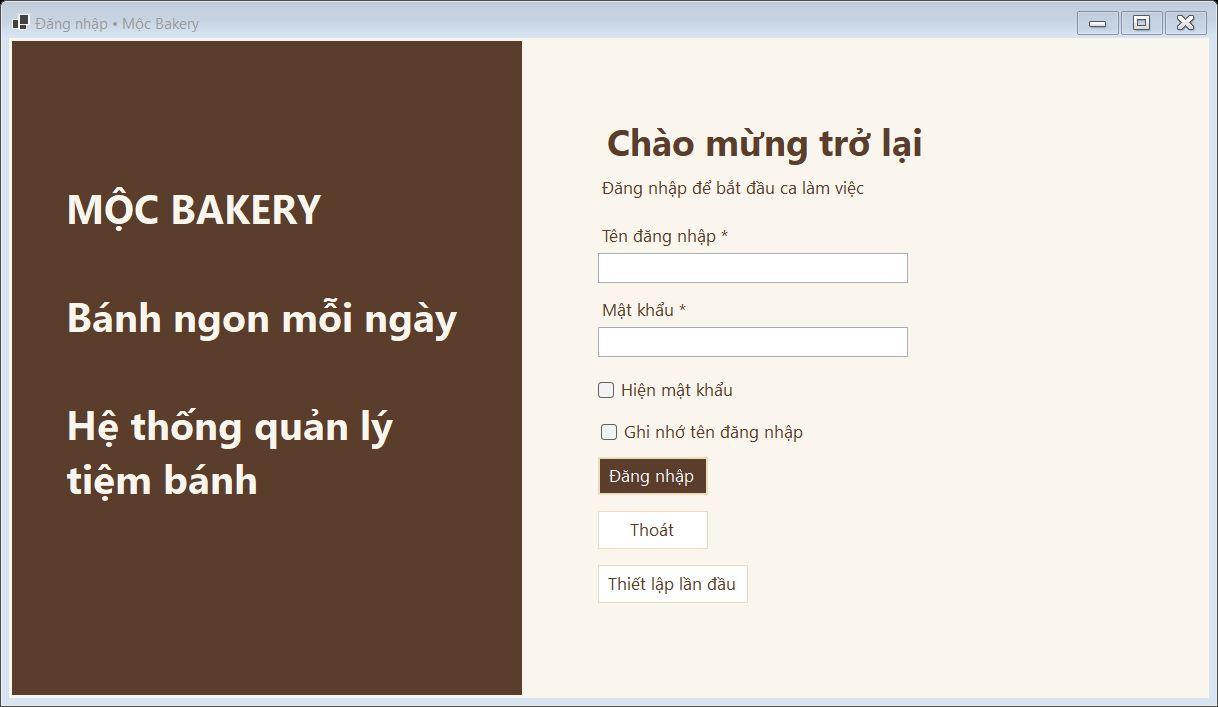 Đăng nhập • Mộc Bakery
MỘC BAKERY
Bánh ngon mỗi ngày
Hệ thống quản lý
tiệm bánh
Chào mừng trở lại
Đăng nhập để bắt đầu ca làm việc
Tên đăng nhập *
Mật khẩu *
Hiện mật khẩu
Ghi nhớ tên đăng nhập
Đăng nhập
Thoát
Thiết lập lần đầu